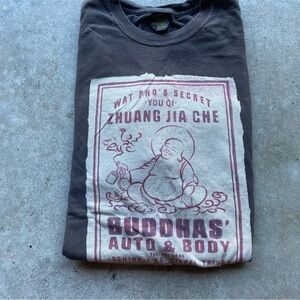 WAT PHO'S SECRET
YOU QI
ZHUANG JIA CHE
BUDDHAS'
AUTO & BODY